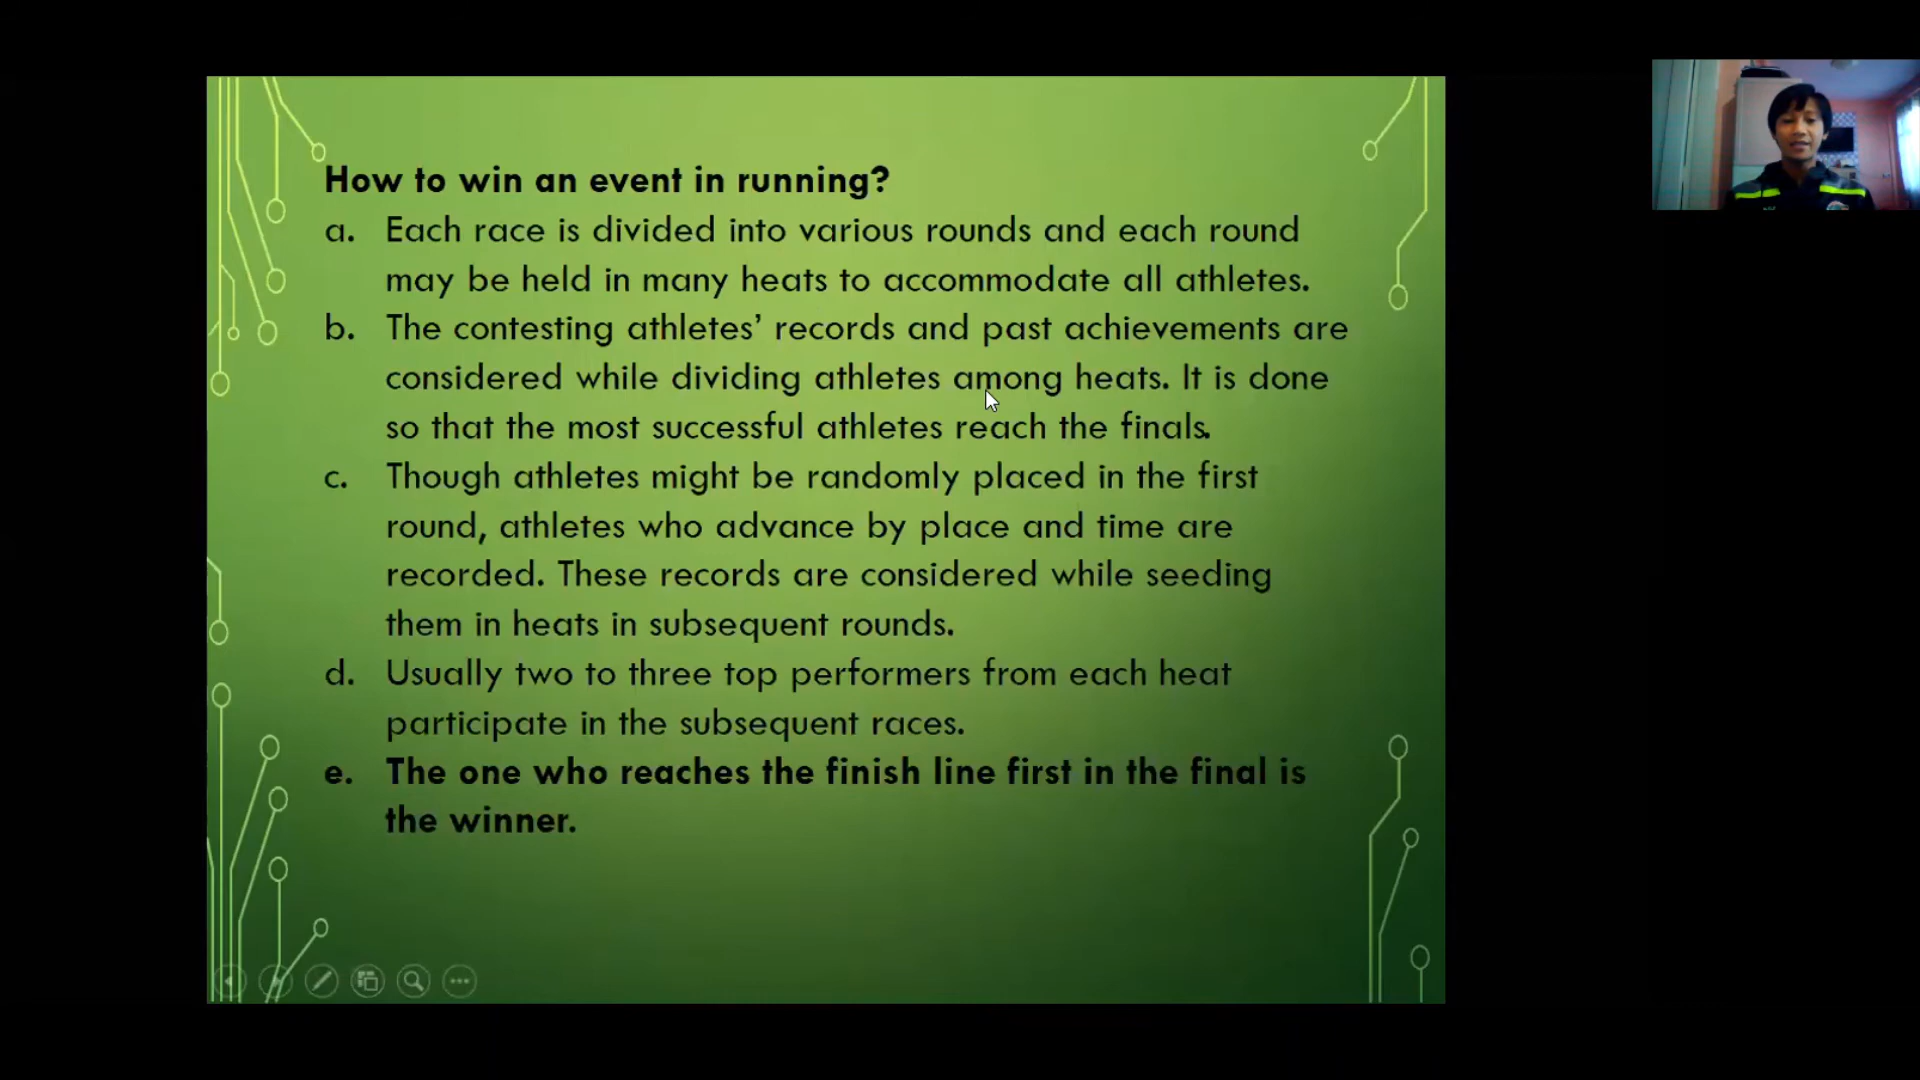 How to win an event in running?
a. Each race is divided into various rounds and each round
may be held in many heats to accommodate all athletes.
b. The contesting athletes’ records and past achievements are
considered while dividing athletes among heats. It is done
so that the most successful athletes reach the finals.
c. Though athletes might be randomly placed in the first
round, athletes who advance by place and time are
recorded. These records are considered while seeding
them in heats in subsequent rounds.
d. Usually two to three top performers from each heat
participate in the subsequent races.
e. The one who reaches the finish line first in the final is
the winner.